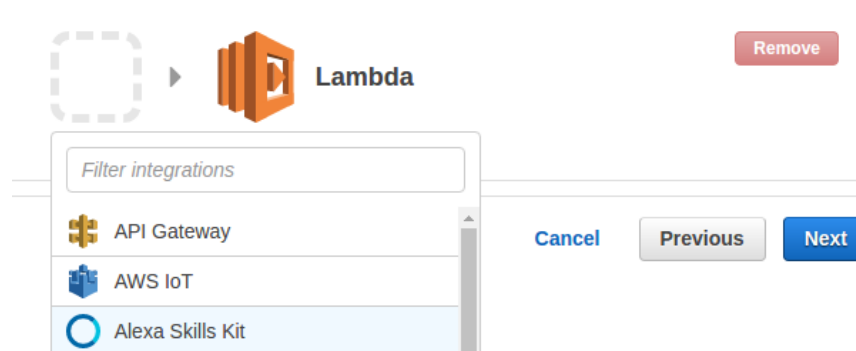 Remove
Lambda
Filter integrations
API Gateway
Cancel
Previous
Next
AWS IoT
Alexa Skills Kit